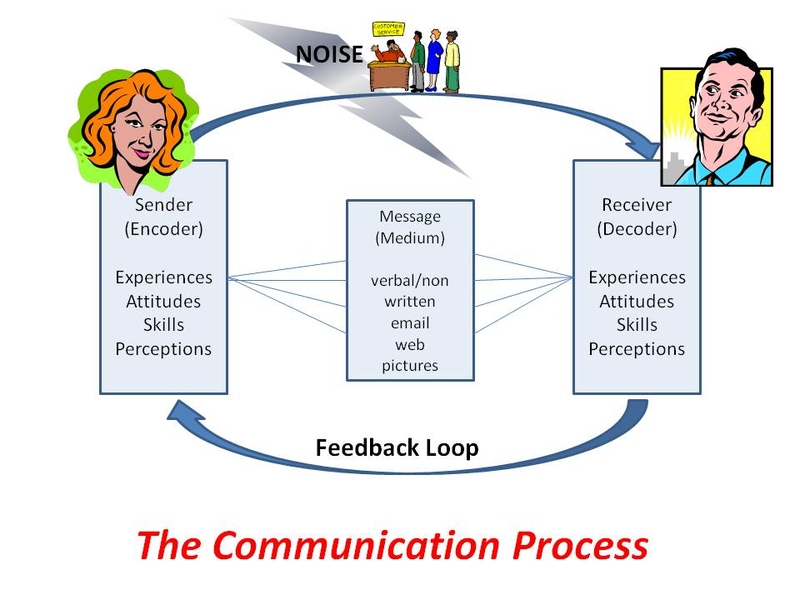 CUSTOMER
SERVICE
NOISE
Sender
(Encoder)
Experiences
Attitudes
Skills
Perceptions
Message
(Medium)
verbal/non
written
email
web
pictures
Receiver
(Decoder)
Experiences
Attitudes
Skills
Perceptions
Feedback Loop
The Communication Process